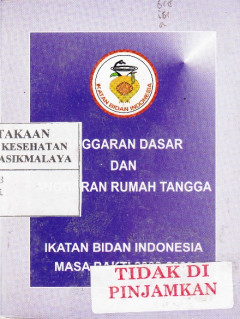 IKATAN BIDAN INDONESIA
TAKAAN
KESEHATAN
ASIKMALAYA
GGARAN DASAR
DAN
RAN RUMAH TANGGA
IKATAN BIDAN INDONESIA
MASA BAKTI
TIDAK DI
PINJAMKAN